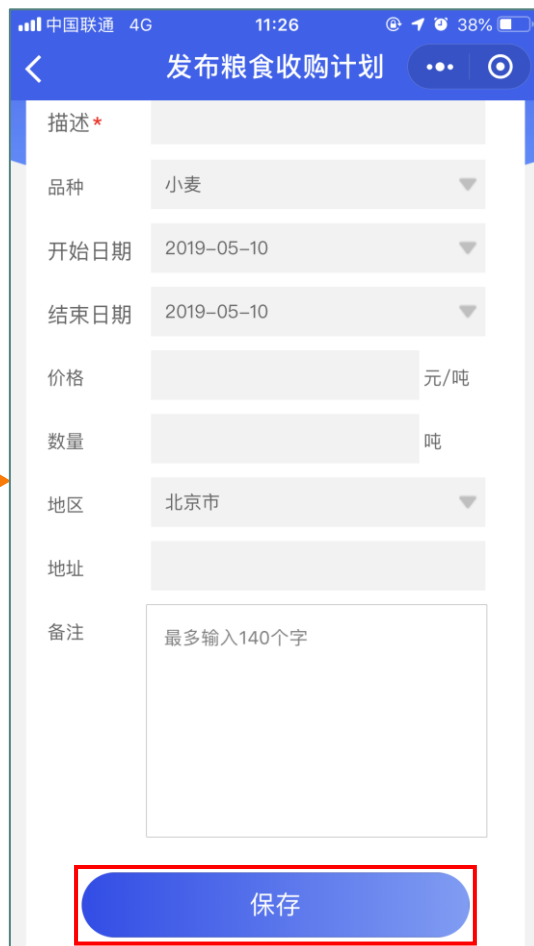 中国联通 4G 11:26 38%
发布粮食收购计划
描述*
品种 小麦
开始日期 2019-05-10
结束日期 2019-05-10
价格 元/吨
数量 吨
地区 北京市
地址
备注 最多输入140个字
保存